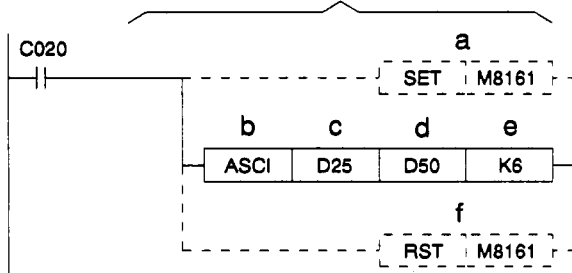 a
C020
SET M8161
b c d e
ASCI D25 D50 K6
f
RST M8161